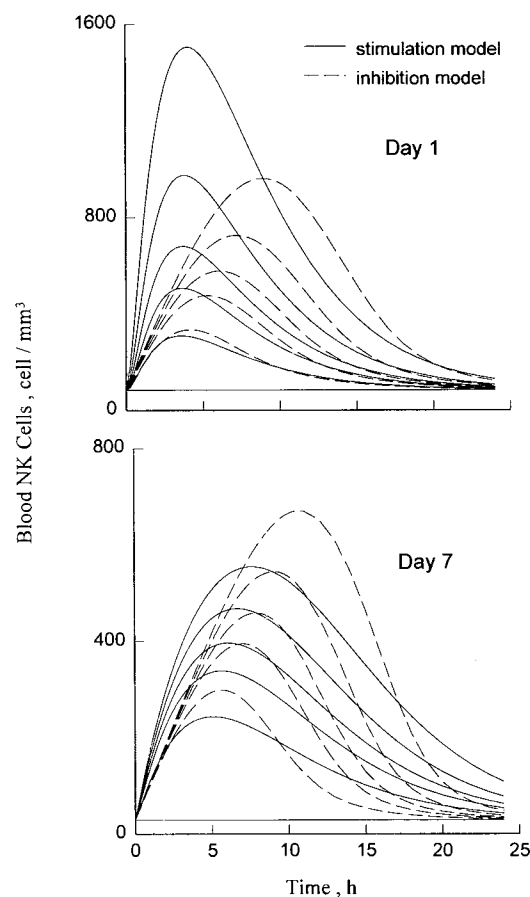 1600
stimulation model
inhibition model
Day 1
800
0
Blood NK Cells , cell / mm³
800
Day 7
400
0
0 5 10 15 20 25
Time , h